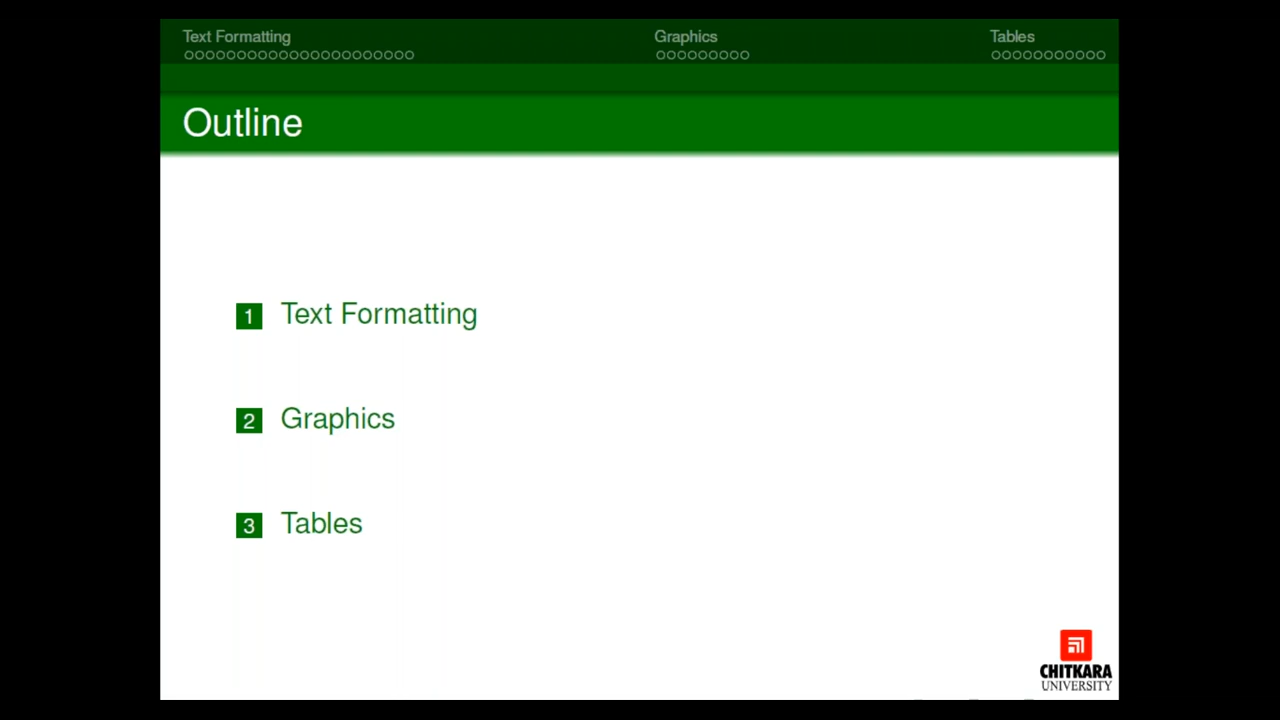 Text Formatting Graphics Tables
Outline
1 Text Formatting
2 Graphics
3 Tables
CHITKARA
UNIVERSITY